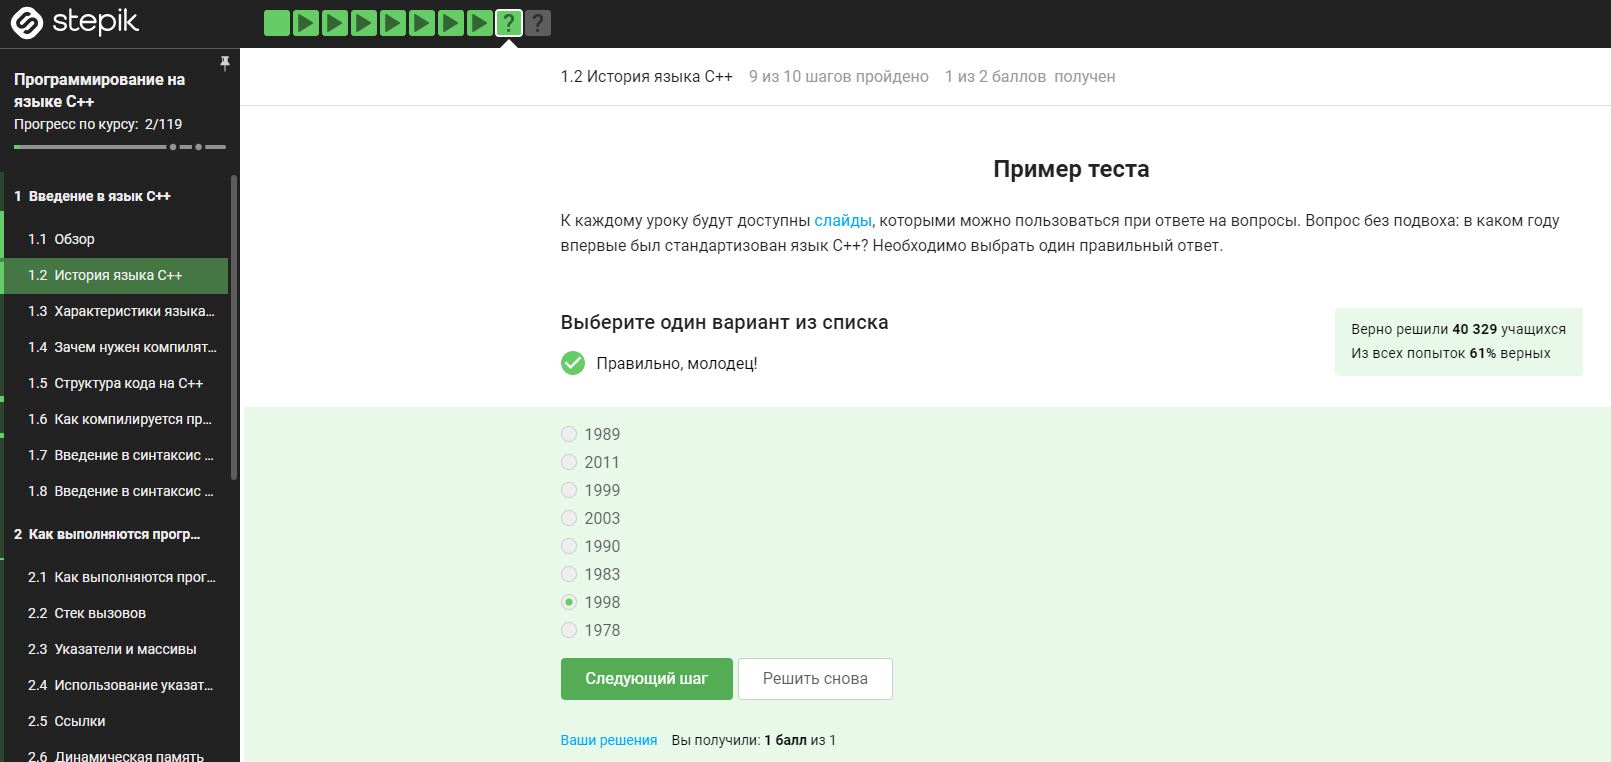 stepik
? ?
Программирование на
языке C++
Прогресс по курсу: 2/119
1 Введение в язык C++
1.1 Обзор
1.2 История языка C++
1.3 Характеристики языка...
1.4 Зачем нужен компилят...
1.5 Структура кода на C++
1.6 Как компилируется пр...
1.7 Введение в синтаксис ...
1.8 Введение в синтаксис ...
2 Как выполняются прогр...
2.1 Как выполняются прог...
2.2 Стек вызовов
2.3 Указатели и массивы
2.4 Использование указат...
2.5 Ссылки
2.6 Динамическая память
1.2 История языка C++ 9 из 10 шагов пройдено 1 из 2 баллов получен
Пример теста
К каждому уроку будут доступны слайды, которыми можно пользоваться при ответе на вопросы. Вопрос без подвоха: в каком году
впервые был стандартизован язык C++? Необходимо выбрать один правильный ответ.
Выберите один вариант из списка
Верно решили 40 329 учащихся
Из всех попыток 61% верных
Правильно, молодец!
1989
2011
1999
2003
1990
1983
1998
1978
Следующий шаг Решить снова
Ваши решения Вы получили: 1 балл из 1